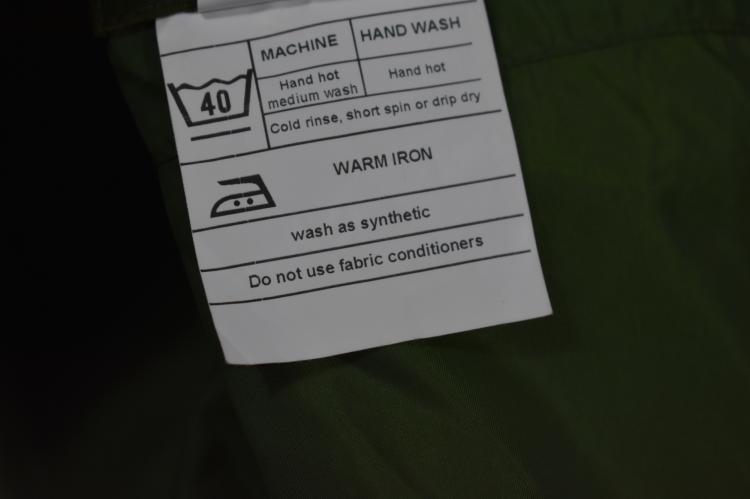 MACHINE HAND WASH
40
Hand hot
medium wash
Hand hot
Cold rinse, short spin or drip dry
WARM IRON
wash as synthetic
Do not use fabric conditioners